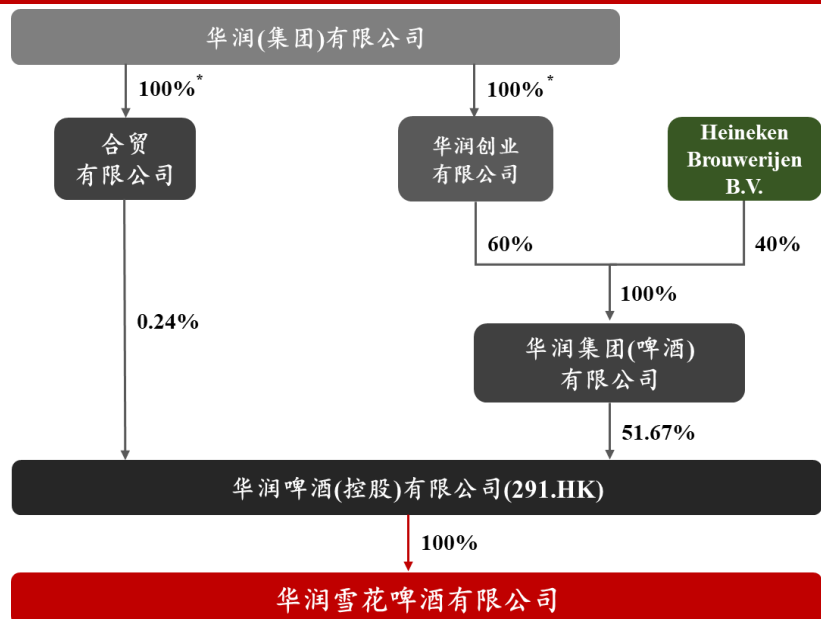 华润(集团)有限公司
100%*
100%*
合贸
有限公司
华润创业
有限公司
Heineken
Brouwerijen
B.V.
60%
40%
100%
0.24%
华润集团(啤酒)
有限公司
51.67%
华润啤酒(控股)有限公司(291.HK)
100%
华润雪花啤酒有限公司